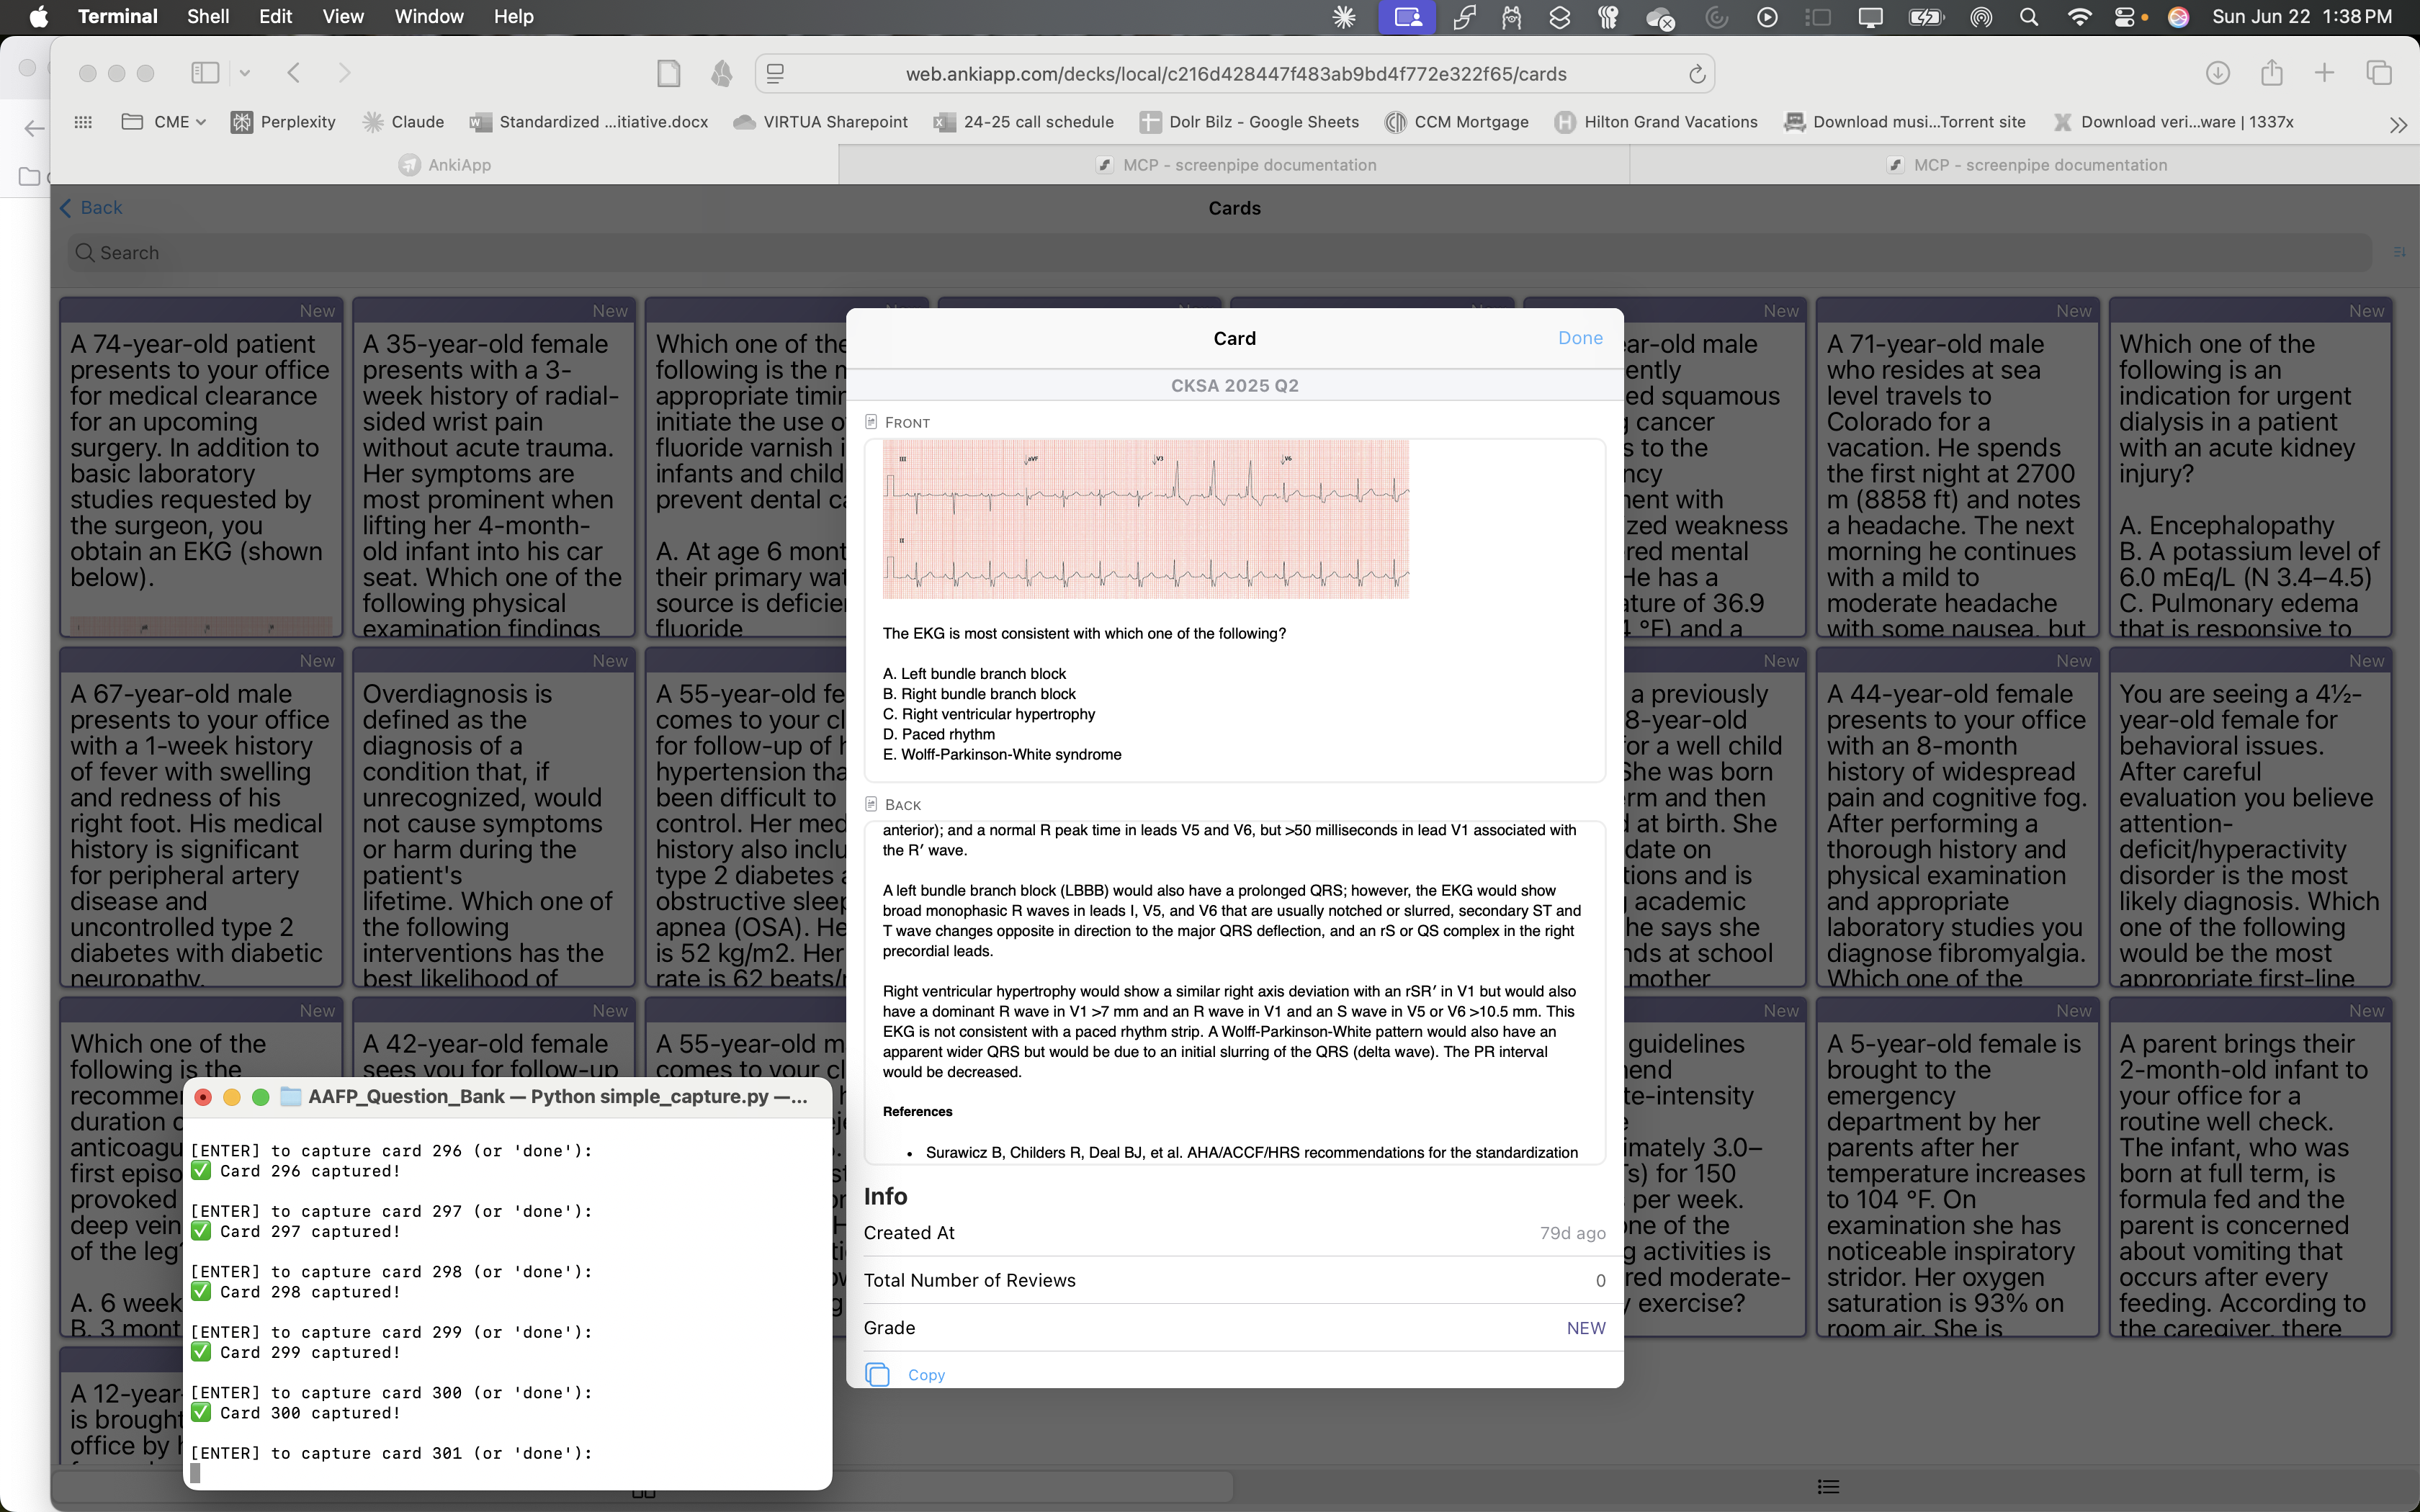 Terminal Shell Edit View Window Help
Sun Jun 22 1:38 PM
web.ankiapp.com/decks/local/c216d428447f483ab9bd4f772e322f65/cards
CME
Perplexity
Claude
Standardized ...itiative.docx
VIRTUA Sharepoint
24-25 call schedule
Dolr Bilz - Google Sheets
CCM Mortgage
Hilton Grand Vacations
Download musi...Torrent site
Download veri...ware | 1337x
AnkiApp
MCP - screenpipe documentation
MCP - screenpipe documentation
Back
Cards
Search
New
A 74-year-old patient
presents to your office
for medical clearance
for an upcoming
surgery. In addition to
basic laboratory
studies requested by
the surgeon, you
obtain an EKG (shown
below).
New
A 35-year-old female
presents with a 3-
week history of radial-
sided wrist pain
without acute trauma.
Her symptoms are
most prominent when
lifting her 4-month-
old infant into his car
seat. Which one of the
following physical
examination findings
Which one of the
following is the
appropriate
initiate the use
fluoride varnish
infants and
prevent dental
A. At age 6
their primary
source is
fluoride
New
male
squamous
cancer
to the
with
weakness
mental
He has a
of 36.9
°F) and a
New
A 71-year-old male
who resides at sea
level travels to
Colorado for a
vacation. He spends
the first night at 2700
m (8858 ft) and notes
a headache. The next
morning he continues
with a mild to
moderate headache
with some nausea, but
New
Which one of the
following is an
indication for urgent
dialysis in a patient
with an acute kidney
injury?
A. Encephalopathy
B. A potassium level of
6.0 mEq/L (N 3.4–4.5)
C. Pulmonary edema
that is responsive to
New
A 67-year-old male
presents to your office
with a 1-week history
of fever with swelling
and redness of his
right foot. His medical
history is significant
for peripheral artery
disease and
uncontrolled type 2
diabetes with diabetic
neuropathy.
New
Overdiagnosis is
defined as the
diagnosis of a
condition that, if
unrecognized, would
not cause symptoms
or harm during the
patient's
lifetime. Which one of
the following
interventions has the
best likelihood of
A 55-year-old
comes to your
for follow-up of
hypertension
been difficult to
control. Her
history also
type 2 diabetes
obstructive
apnea (OSA).
is 52 kg/m2. Her
rate is 62
New
a previously
8-year-old
for a well child
She was born
and then
at birth. She
date on
and is
academic
she says she
at school
mother
New
A 44-year-old female
presents to your office
with an 8-month
history of widespread
pain and cognitive fog.
After performing a
thorough history and
physical examination
and appropriate
laboratory studies you
diagnose fibromyalgia.
Which one of the
New
You are seeing a 4½-
year-old female for
behavioral issues.
After careful
evaluation you believe
attention-
deficit/hyperactivity
disorder is the most
likely diagnosis. Which
one of the following
would be the most
appropriate first-line
New
Which one of the
following is the
duration
first
provoked
deep
of the
A. 6
B. 3
New
A 42-year-old female
sees you for follow-up
A 55-year-old
comes to your
New
guidelines
3.0–
for 150
per week.
one of the
activities is
moderate-
exercise?
New
A 5-year-old female is
brought to the
emergency
department by her
parents after her
temperature increases
to 104 °F. On
examination she has
noticeable inspiratory
stridor. Her oxygen
saturation is 93% on
room air. She is
New
A parent brings their
2-month-old infant to
your office for a
routine well check.
The infant, who was
born at full term, is
formula fed and the
parent is concerned
about vomiting that
occurs after every
feeding. According to
the caregiver, there
A 12-year-
is brought
office by
Card
Done
CKSA 2025 Q2
FRONT
III aVF V3 V6
II
The EKG is most consistent with which one of the following?
A. Left bundle branch block
B. Right bundle branch block
C. Right ventricular hypertrophy
D. Paced rhythm
E. Wolff-Parkinson-White syndrome
BACK
anterior); and a normal R peak time in leads V5 and V6, but >50 milliseconds in lead V1 associated with
the R′ wave.
A left bundle branch block (LBBB) would also have a prolonged QRS; however, the EKG would show
broad monophasic R waves in leads I, V5, and V6 that are usually notched or slurred, secondary ST and
T wave changes opposite in direction to the major QRS deflection, and an rS or QS complex in the right
precordial leads.
Right ventricular hypertrophy would show a similar right axis deviation with an rSR′ in V1 but would also
have a dominant R wave in V1 >7 mm and an R wave in V1 and an S wave in V5 or V6 >10.5 mm. This
EKG is not consistent with a paced rhythm strip. A Wolff-Parkinson-White pattern would also have an
apparent wider QRS but would be due to an initial slurring of the QRS (delta wave). The PR interval
would be decreased.
References
• Surawicz B, Childers R, Deal BJ, et al. AHA/ACCF/HRS recommendations for the standardization
Info
Created At 79d ago
Total Number of Reviews 0
Grade NEW
Copy
AAFP_Question_Bank — Python simple_capture.py —...
[ENTER] to capture card 296 (or 'done'):
✅ Card 296 captured!
[ENTER] to capture card 297 (or 'done'):
✅ Card 297 captured!
[ENTER] to capture card 298 (or 'done'):
✅ Card 298 captured!
[ENTER] to capture card 299 (or 'done'):
✅ Card 299 captured!
[ENTER] to capture card 300 (or 'done'):
✅ Card 300 captured!
[ENTER] to capture card 301 (or 'done'):